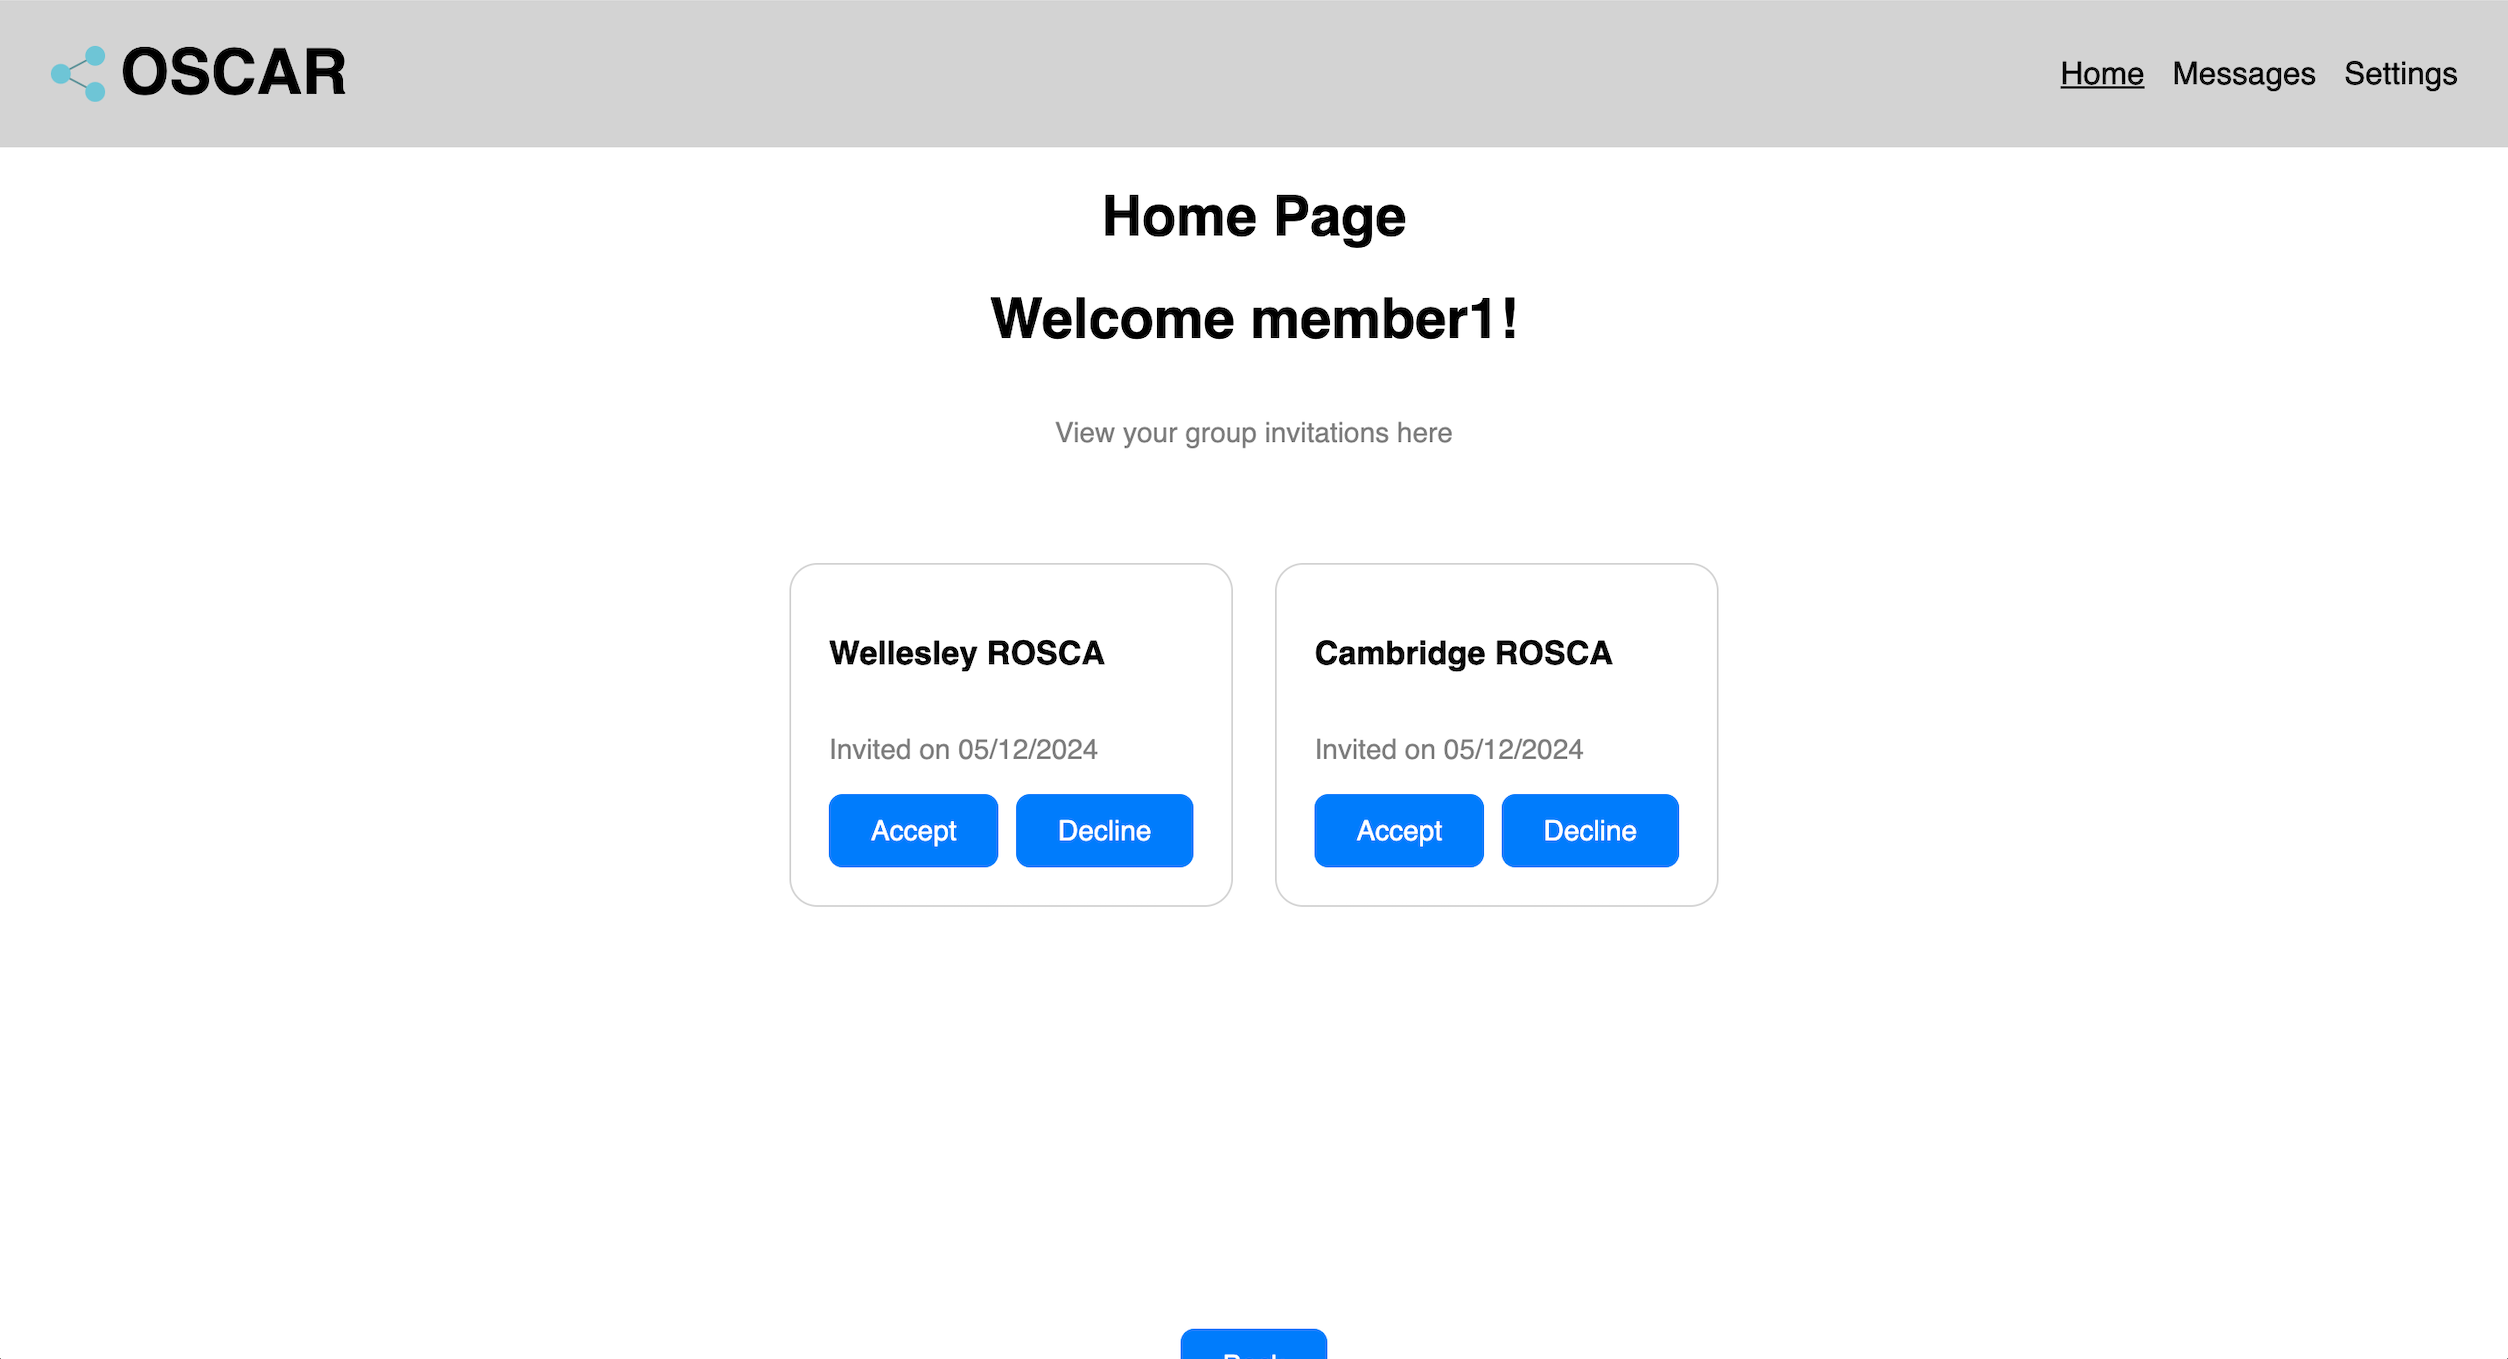 OSCAR
Home Messages Settings
Home Page
Welcome member1!
View your group invitations here
Wellesley ROSCA
Invited on 05/12/2024
Accept Decline
Cambridge ROSCA
Invited on 05/12/2024
Accept Decline